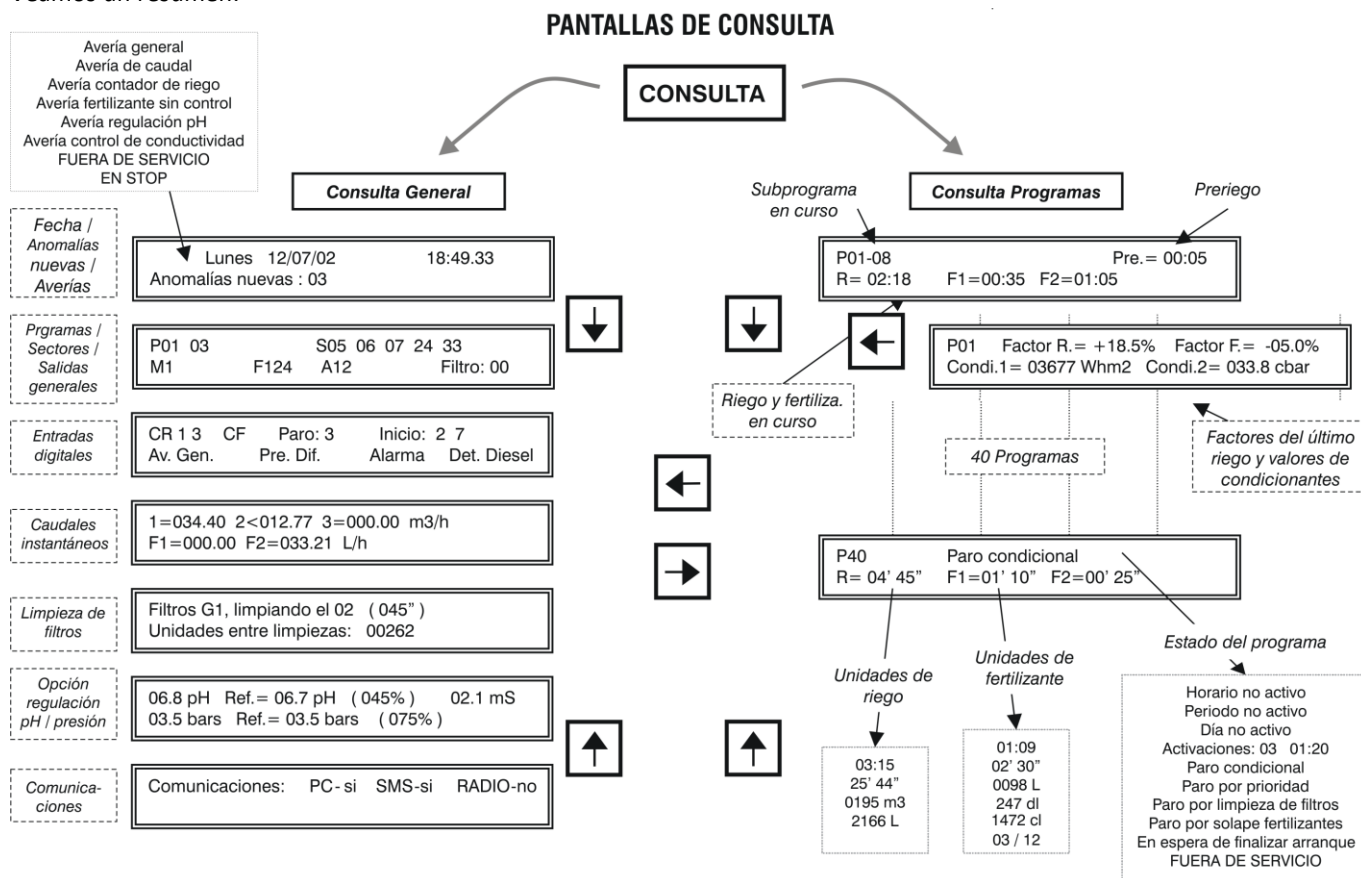 PANTALLAS DE CONSULTA
CONSULTA
Avería general
Avería de caudal
Avería contador de riego
Avería fertilizante sin control
Avería regulación pH
Avería control de conductividad
FUERA DE SERVICIO
EN STOP
Consulta General
Fecha /
Anomalías
nuevas /
Averías
Lunes 12/07/02 18:49.33
Anomalías nuevas : 03
Prgramas /
Sectores /
Salidas
generales
P01 03 S05 06 07 24 33
M1 F124 A12 Filtro: 00
Entradas
digitales
CR 1 3 CF Paro: 3 Inicio: 2 7
Av. Gen. Pre. Dif. Alarma Det. Diesel
Caudales
instantáneos
1=034.40 2<012.77 3=000.00 m3/h
F1=000.00 F2=033.21 L/h
Limpieza de
filtros
Filtros G1, limpiando el 02 ( 045” )
Unidades entre limpiezas: 00262
Opción
regulación
pH / presión
06.8 pH Ref.= 06.7 pH ( 045% ) 02.1 mS
03.5 bars Ref.= 03.5 bars ( 075% )
Comunica-
ciones
Comunicaciones: PC- si SMS-si RADIO-no
Subprograma
en curso
Consulta Programas
Preriego
P01-08 Pre.= 00:05
R= 02:18 F1=00:35 F2=01:05
P01 Factor R.= +18.5% Factor F.= -05.0%
Condi.1= 03677 Whm2 Condi.2= 033.8 cbar
Riego y fertiliza.
en curso
40 Programas
Factores del último
riego y valores de
condicionantes
P40 Paro condicional
R= 04’ 45” F1=01’ 10” F2=00’ 25”
Unidades de
riego
03:15
25’ 44”
0195 m3
2166 L
Unidades de
fertilizante
01:09
02’ 30”
0098 L
247 dl
1472 cl
03 / 12
Estado del programa
Horario no activo
Periodo no activo
Día no activo
Activaciones: 03 01:20
Paro condicional
Paro por prioridad
Paro por limpieza de filtros
Paro por solape fertilizantes
En espera de finalizar arranque
FUERA DE SERVICIO